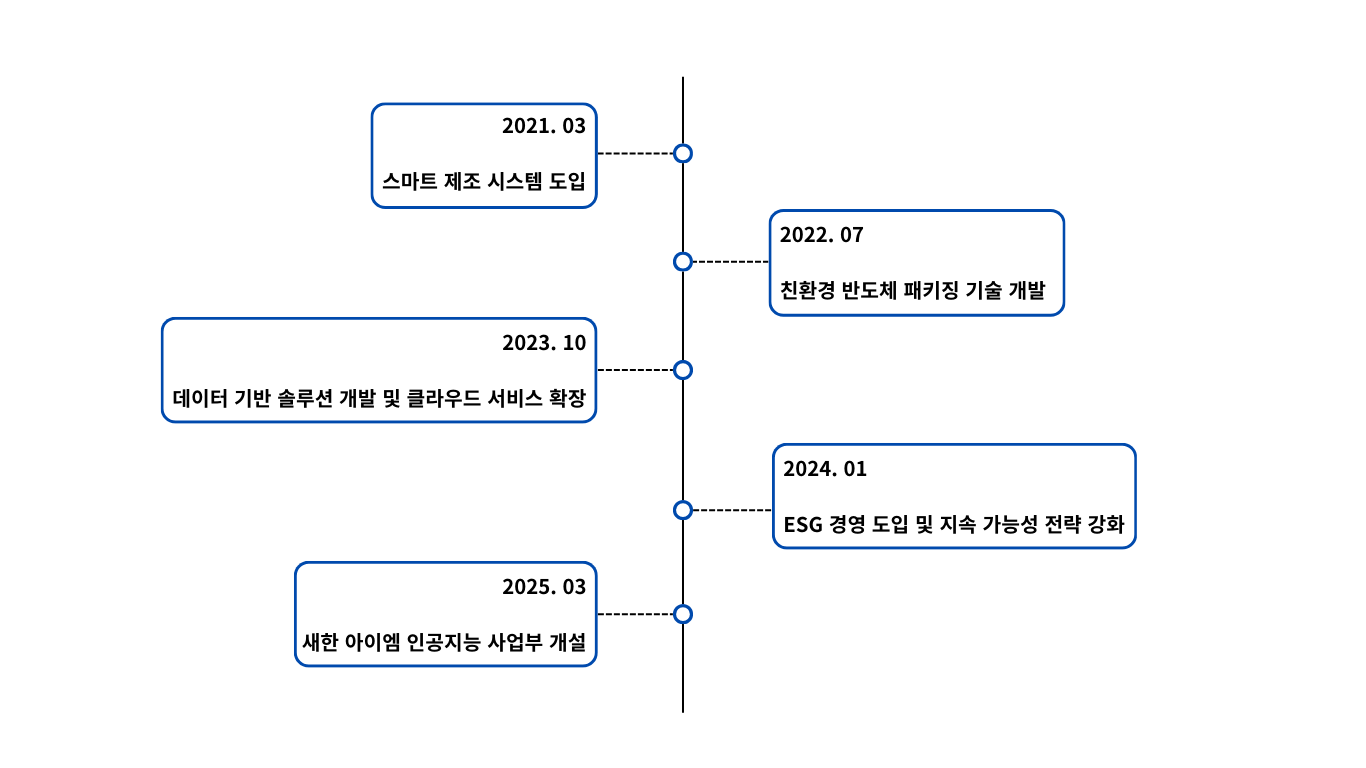 2021. 03
스마트 제조 시스템 도입
2022. 07
친환경 반도체 패키징 기술 개발
2023. 10
데이터 기반 솔루션 개발 및 클라우드 서비스 확장
2024. 01
ESG 경영 도입 및 지속 가능성 전략 강화
2025. 03
새한 아이엠 인공지능 사업부 개설